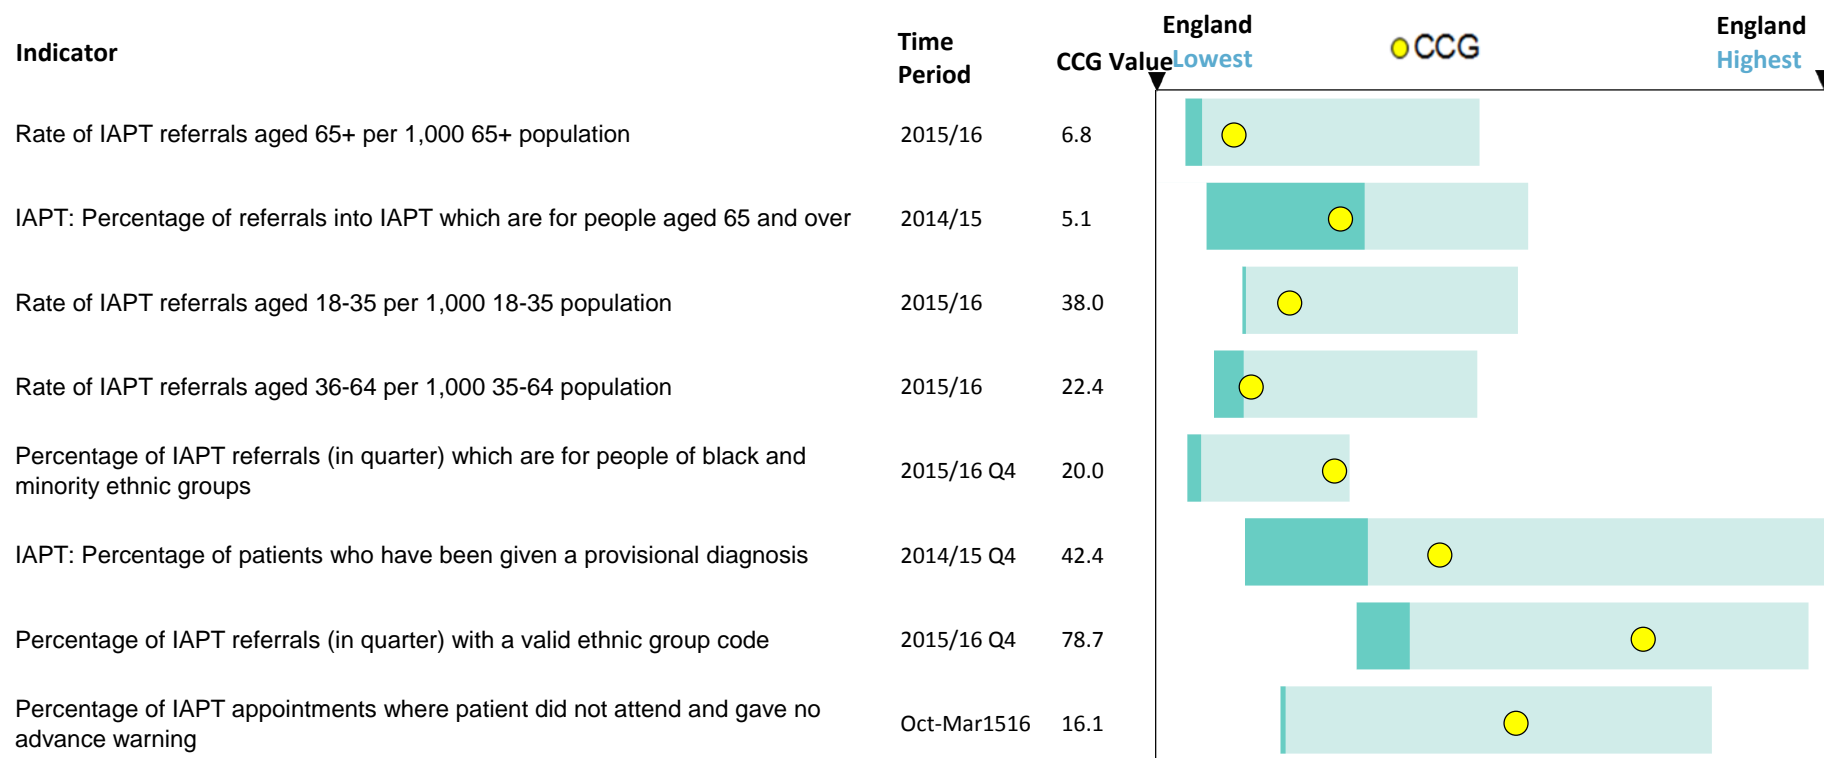 Indicator
Time
Period
CCG Value
England
Lowest
CCG
England
Highest
Rate of IAPT referrals aged 65+ per 1,000 65+ population 2015/16 6.8
IAPT: Percentage of referrals into IAPT which are for people aged 65 and over 2014/15 5.1
Rate of IAPT referrals aged 18-35 per 1,000 18-35 population 2015/16 38.0
Rate of IAPT referrals aged 36-64 per 1,000 35-64 population 2015/16 22.4
Percentage of IAPT referrals (in quarter) which are for people of black and
minority ethnic groups
2015/16 Q4 20.0
IAPT: Percentage of patients who have been given a provisional diagnosis 2014/15 Q4 42.4
Percentage of IAPT referrals (in quarter) with a valid ethnic group code 2015/16 Q4 78.7
Percentage of IAPT appointments where patient did not attend and gave no
advance warning
Oct-Mar1516 16.1